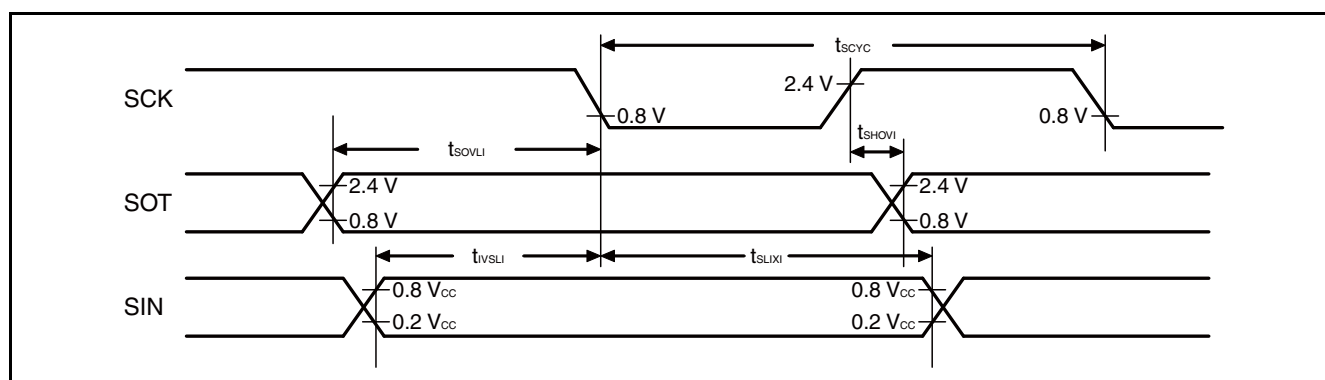 tSCYC
SCK
2.4 V
0.8 V
0.8 V
tSHOVI
tSOVLI
SOT
2.4 V
2.4 V
0.8 V
0.8 V
tIVSLI
tSLIXI
SIN
0.8 VCC
0.8 VCC
0.2 VCC
0.2 VCC